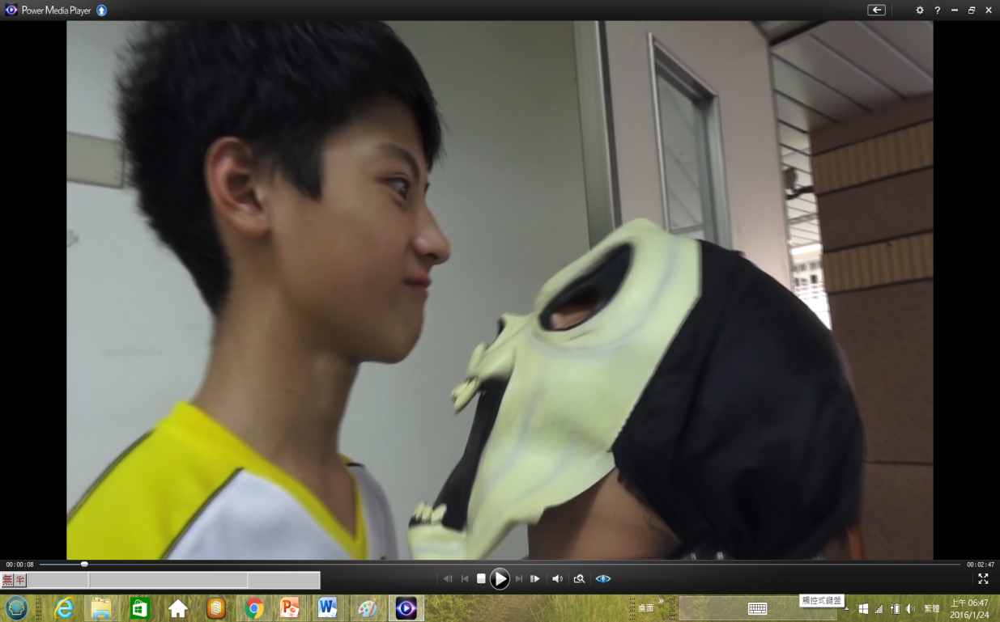 Power Media Player
00:00:08
00:02:47
無 半
觸控式鍵盤
桌面
繁體
上午 06:47
2016/1/24